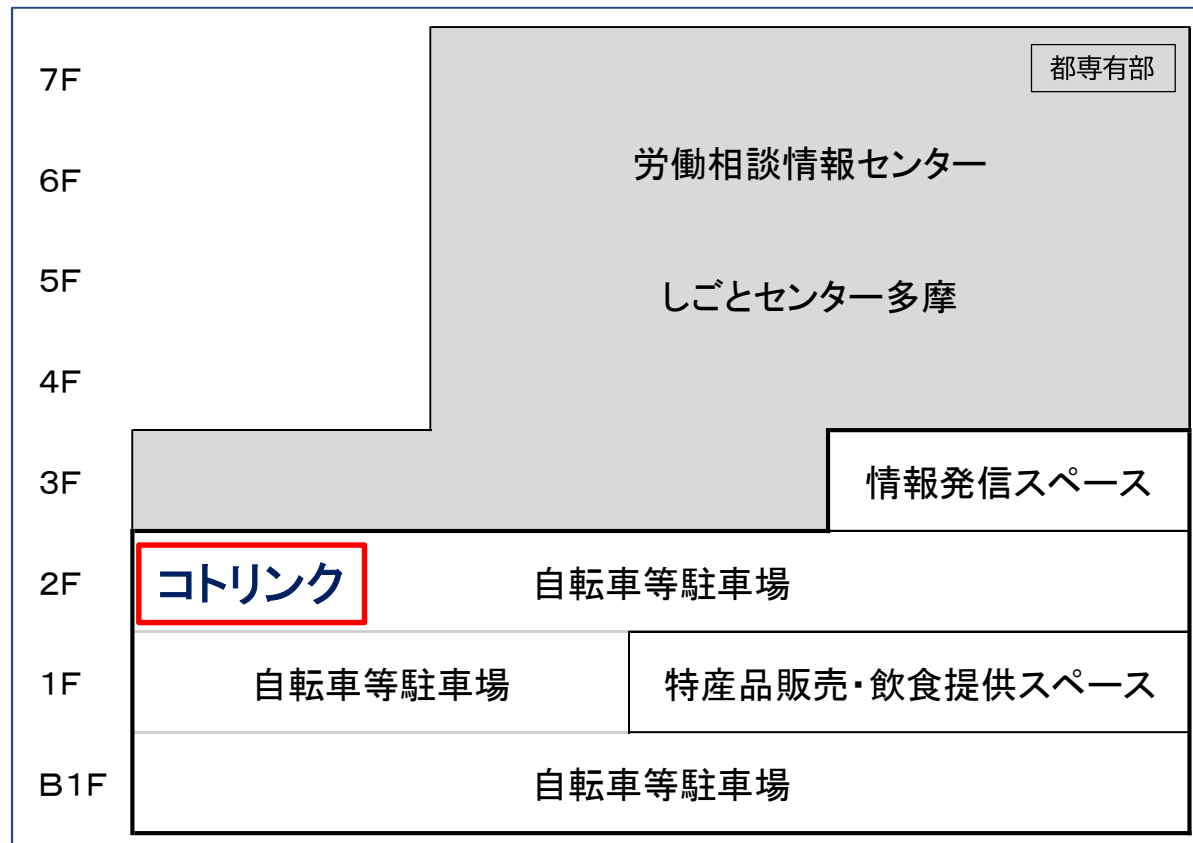 7F
都専有部
6F
労働相談情報センター
5F
しごとセンター多摩
4F
3F
情報発信スペース
2F
コトリンク
自転車等駐車場
1F
自転車等駐車場
特産品販売・飲食提供スペース
B1F
自転車等駐車場